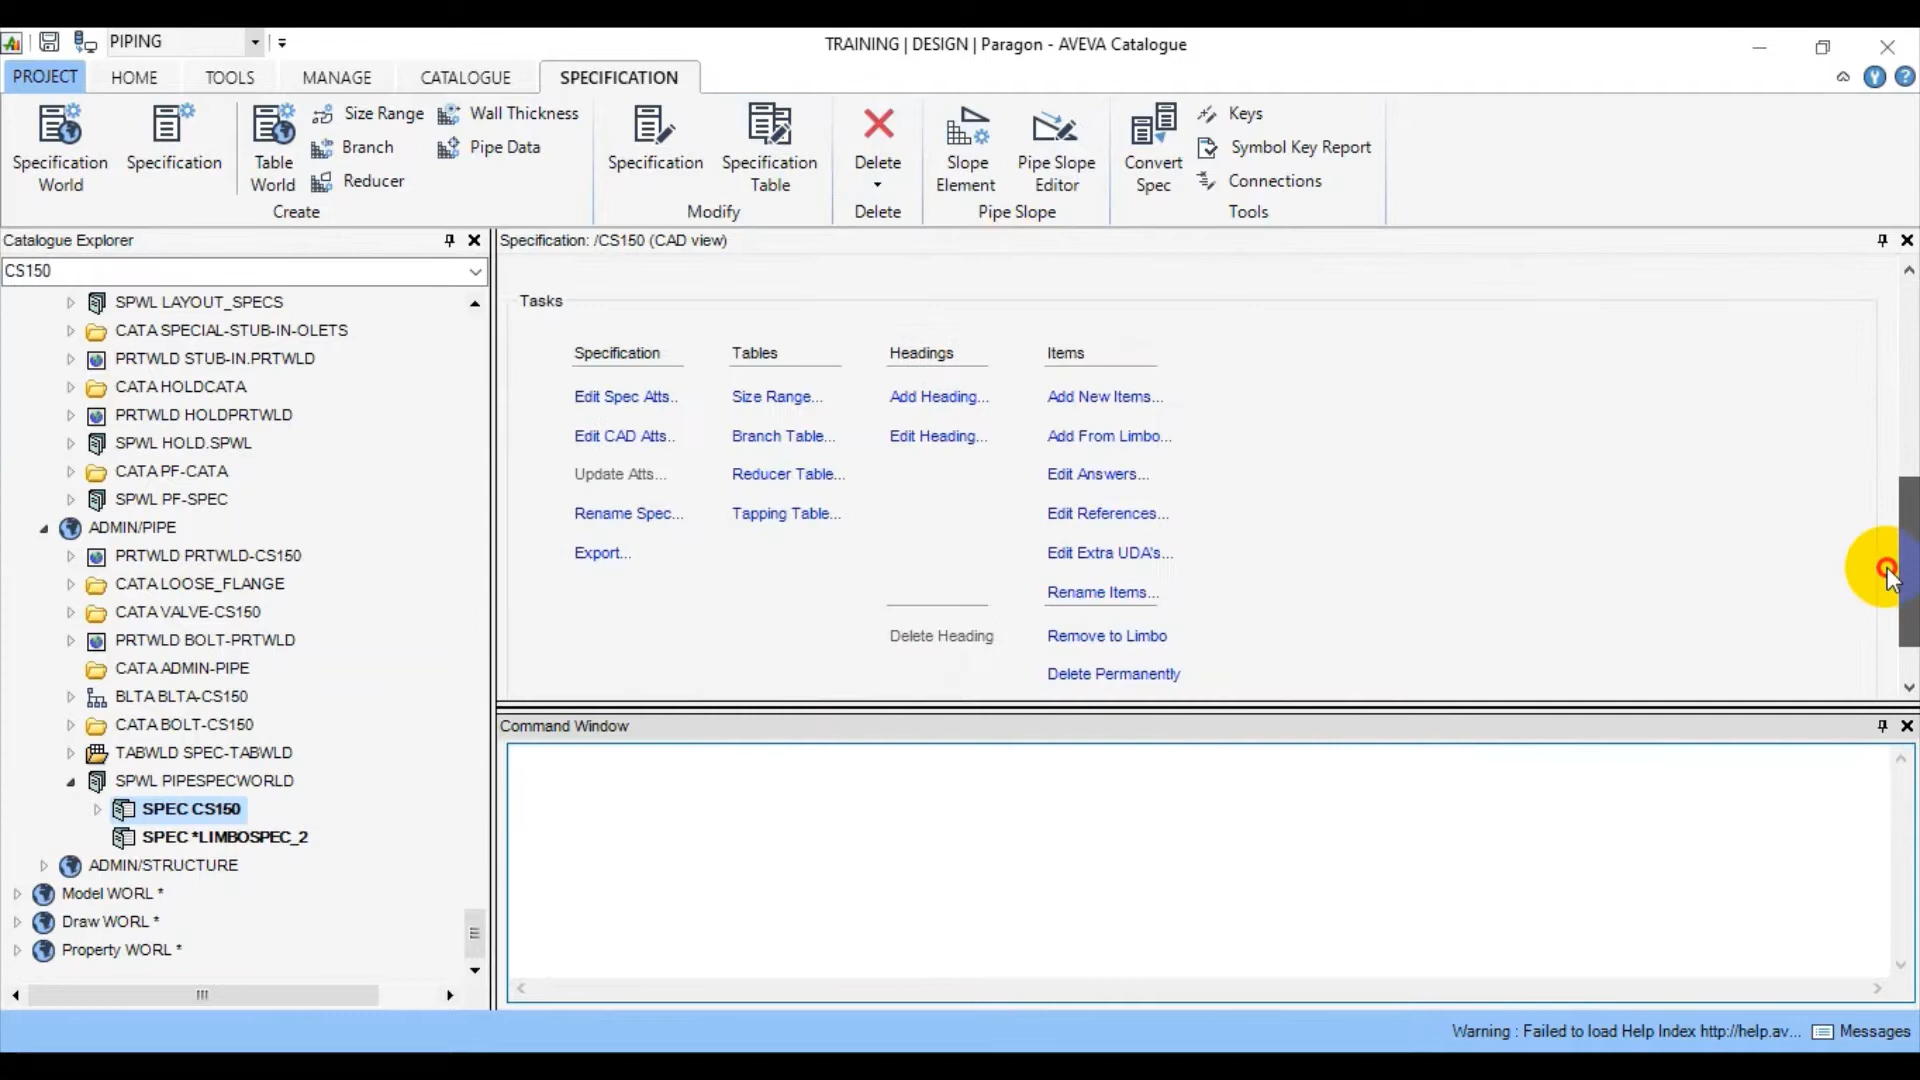 PIPING
TRAINING | DESIGN | Paragon - AVEVA Catalogue
PROJECT HOME TOOLS MANAGE CATALOGUE SPECIFICATION
Specification World
Specification
Table World
Size Range
Branch
Reducer
Wall Thickness
Pipe Data
Create
Specification
Specification Table
Modify
Delete
Delete
Slope Element
Pipe Slope Editor
Pipe Slope
Convert Spec
Keys
Symbol Key Report
Connections
Tools
Catalogue Explorer
CS150
SPWL LAYOUT_SPECS
CATA SPECIAL-STUB-IN-OLETS
PRTWLD STUB-IN.PRTWLD
CATA HOLDCATA
PRTWLD HOLDPRTWLD
SPWL HOLD.SPWL
CATA PF-CATA
SPWL PF-SPEC
ADMIN/PIPE
PRTWLD PRTWLD-CS150
CATA LOOSE_FLANGE
CATA VALVE-CS150
PRTWLD BOLT-PRTWLD
CATA ADMIN-PIPE
BLTA BLTA-CS150
CATA BOLT-CS150
TABWLD SPEC-TABWLD
SPWL PIPESPECWORLD
SPEC CS150
SPEC *LIMBOSPEC_2
ADMIN/STRUCTURE
Model WORL *
Draw WORL *
Property WORL *
Specification: /CS150 (CAD view)
Tasks
Specification Tables Headings Items
Edit Spec Atts.. Size Range... Add Heading... Add New Items...
Edit CAD Atts.. Branch Table... Edit Heading... Add From Limbo...
Update Atts... Reducer Table... Edit Answers...
Rename Spec... Tapping Table... Edit References...
Export... Edit Extra UDA's...
Rename Items...
Delete Heading Remove to Limbo
Delete Permanently
Command Window
Warning : Failed to load Help Index http://help.av... Messages